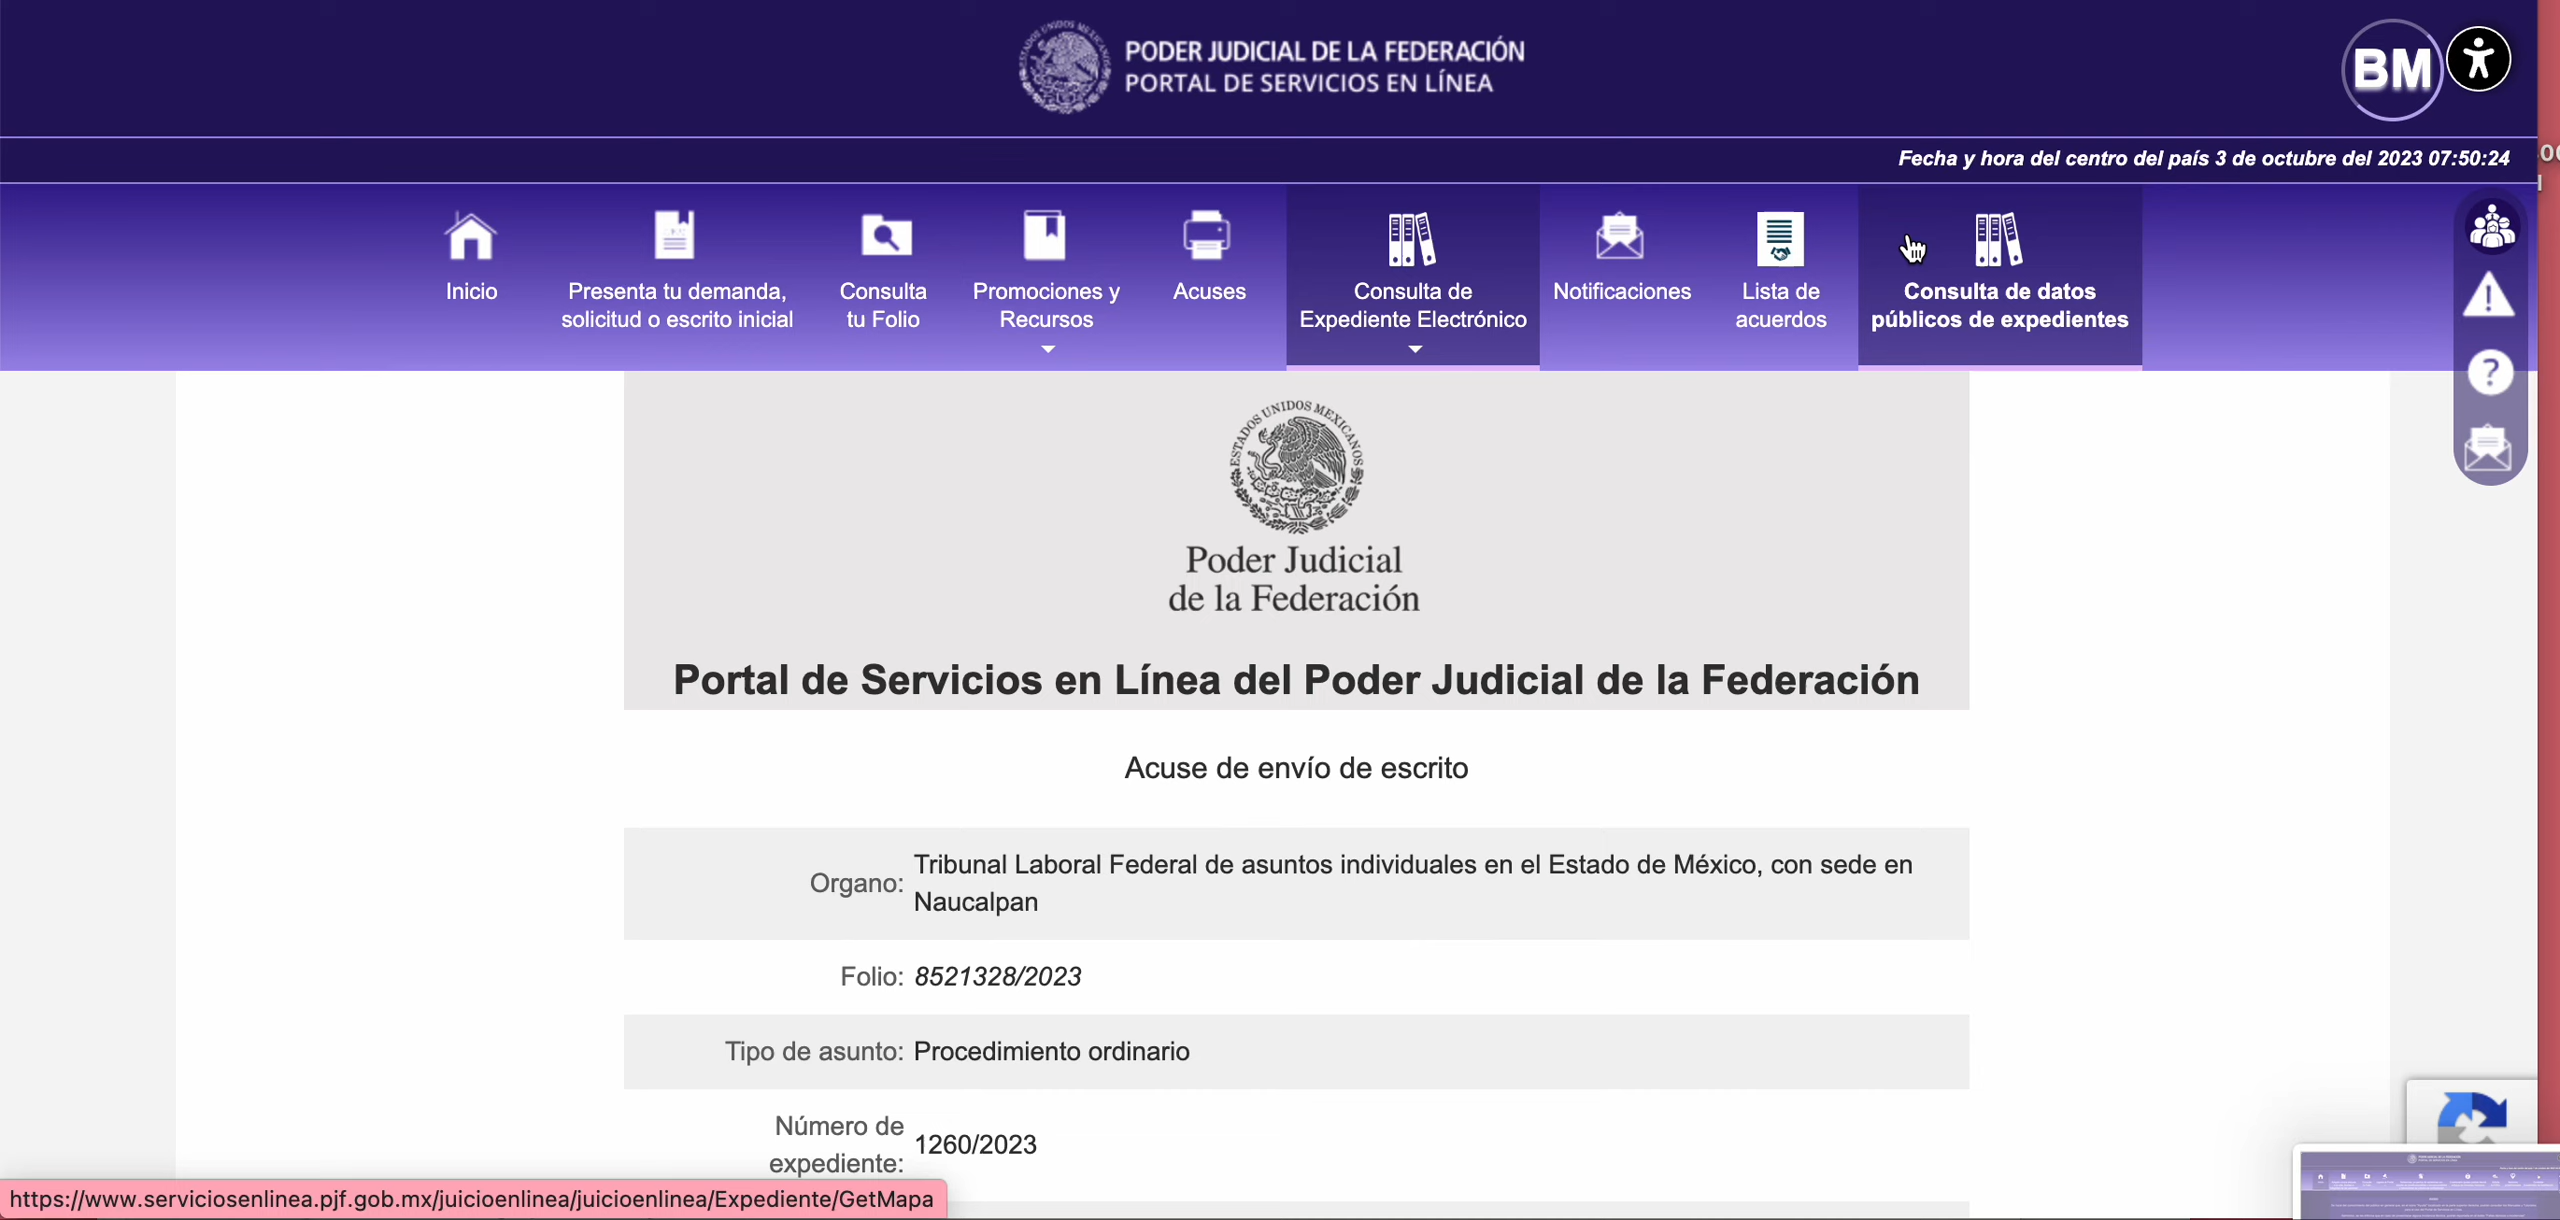 PODER JUDICIAL DE LA FEDERACIÓN
PORTAL DE SERVICIOS EN LÍNEA
BM
Fecha y hora del centro del país 3 de octubre del 2023 07:50:24
Inicio
Presenta tu demanda,
solicitud o escrito inicial
Consulta
tu Folio
Promociones y
Recursos
Acuses
Consulta de
Expediente Electrónico
Notificaciones
Lista de
acuerdos
Consulta de datos
públicos de expedientes
ESTADOS UNIDOS MEXICANOS
Poder Judicial
de la Federación
Portal de Servicios en Línea del Poder Judicial de la Federación
Acuse de envío de escrito
Organo: Tribunal Laboral Federal de asuntos individuales en el Estado de México, con sede en
Naucalpan
Folio: 8521328/2023
Tipo de asunto: Procedimiento ordinario
Número de
expediente: 1260/2023
https://www.serviciosenlinea.pjf.gob.mx/juicioenlinea/juicioenlinea/Expediente/GetMapa